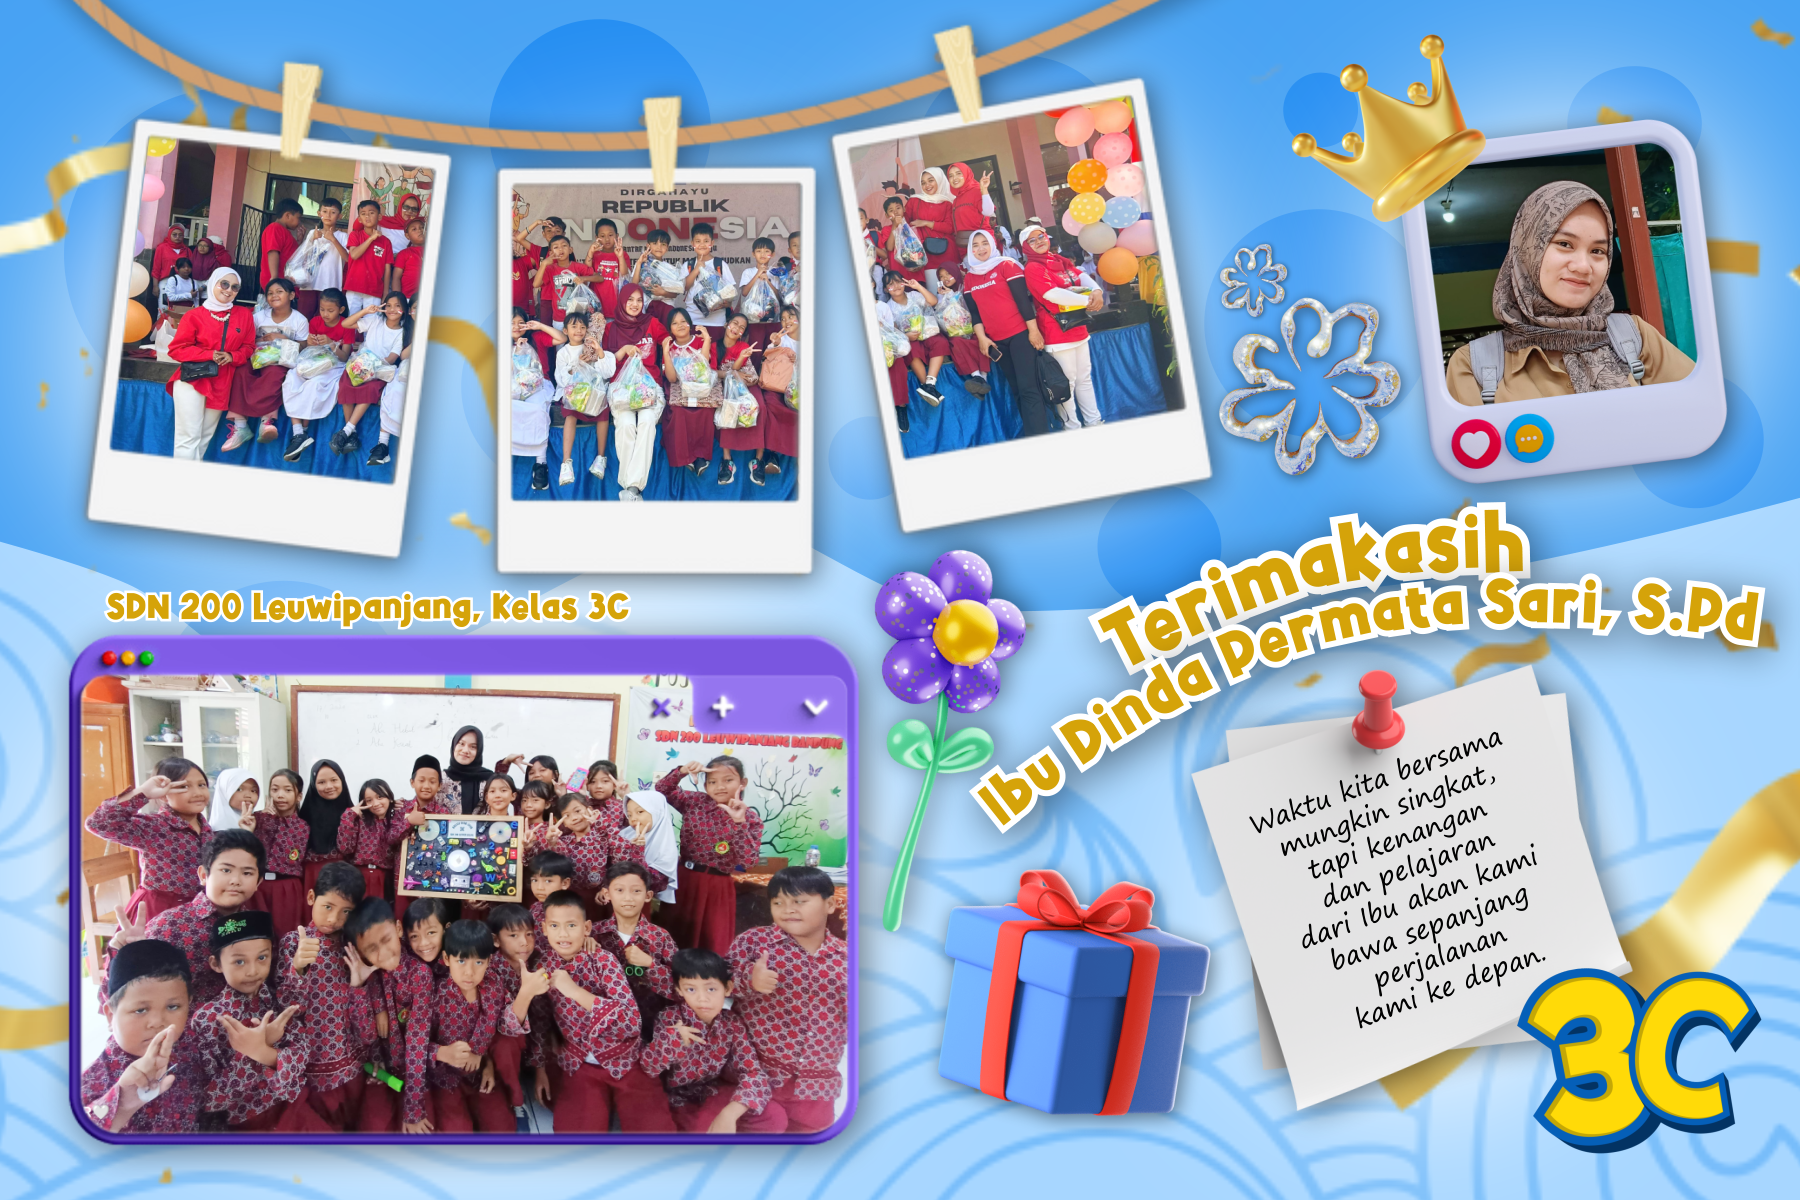 DIRGAHAYU
REPUBLIK
INDONESIA
SDN 200 Leuwipanjang, Kelas 3C
SDN 200 LEUWIPANJANG BANDUNG
Terimakasih
Ibu Dinda Permata Sari, S.Pd
Waktu kita bersama
mungkin singkat,
tapi kenangan
dan pelajaran
dari Ibu akan kami
bawa sepanjang
perjalanan
kami ke depan.
3C